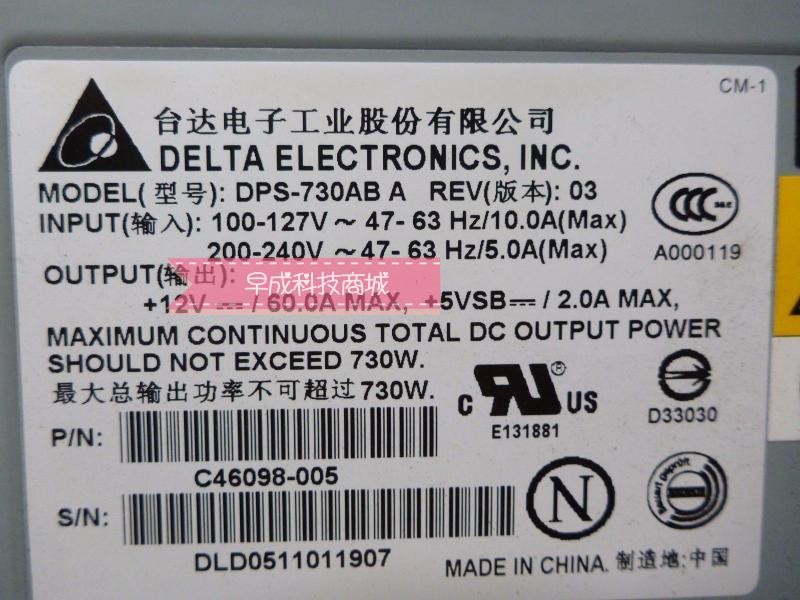 CM-1
台达电子工业股份有限公司
DELTA ELECTRONICS, INC.
MODEL(型号): DPS-730AB A REV(版本): 03
INPUT(输入): 100-127V ~ 47- 63 Hz/10.0A(Max)
200-240V ~ 47- 63 Hz/5.0A(Max)
A000119
OUTPUT(输出):
早成科技商城
+12V ⎓ / 60.0A MAX, +5VSB ⎓ / 2.0A MAX,
MAXIMUM CONTINUOUS TOTAL DC OUTPUT POWER
SHOULD NOT EXCEED 730W.
最大总输出功率不可超过730W.
C RU ® US
E131881
D33030
P/N:
C46098-005
N
S/N:
DLD0511011907
MADE IN CHINA. 制造地:中国